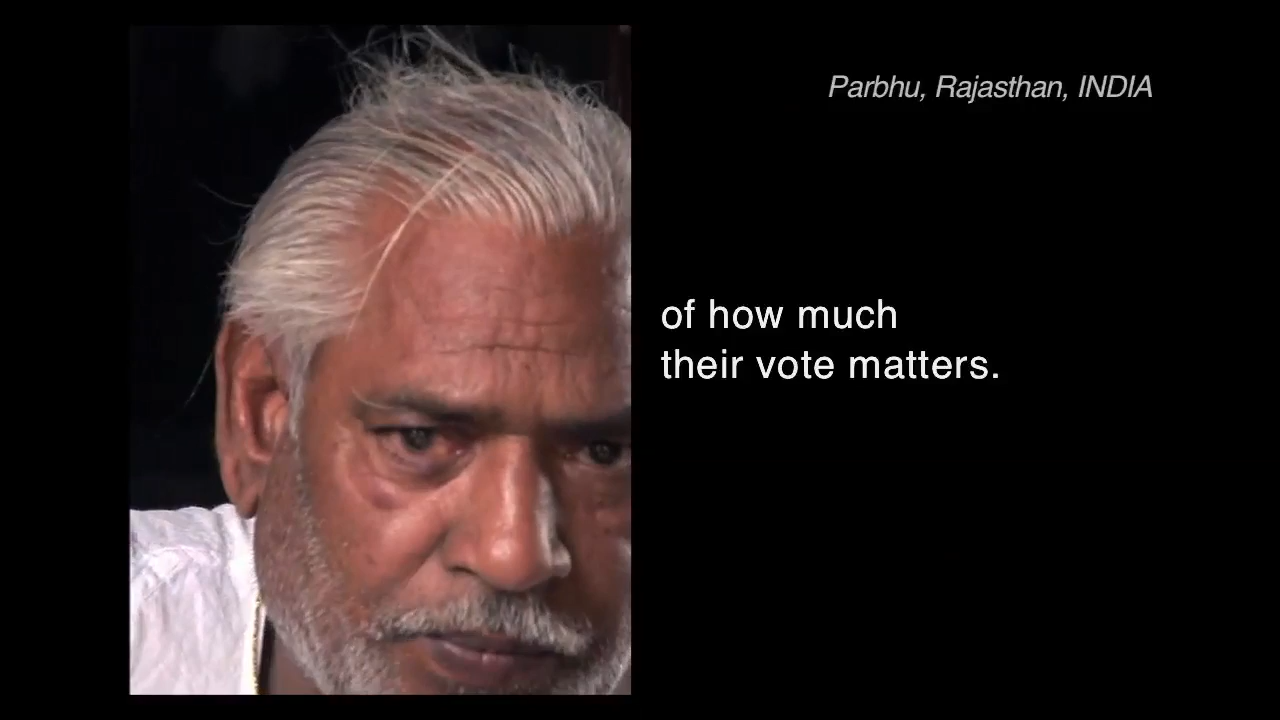 Parbhu, Rajasthan, INDIA
of how much
their vote matters.